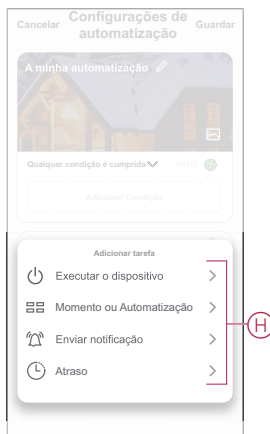 Cancelar
Configurações de
automatização
Guardar
A minha automatização
Qualquer condição é cumprida
Adicionar Condição
Adicionar tarefa
Executar o dispositivo
Momento ou Automatização
Enviar notificação
Atraso
H